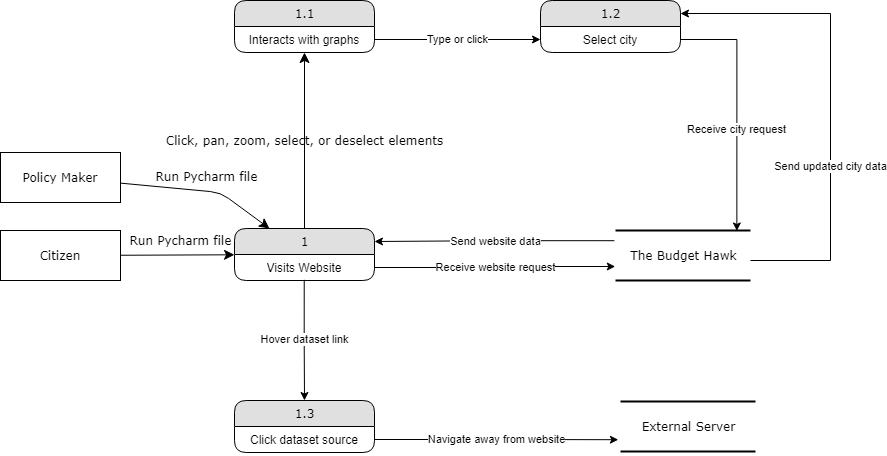 1.1
Interacts with graphs
Type or click
1.2
Select city
Receive city request
Send updated city data
Click, pan, zoom, select, or deselect elements
Policy Maker
Run Pycharm file
Citizen
Run Pycharm file
1
Visits Website
Send website data
Receive website request
The Budget Hawk
Hover dataset link
1.3
Click dataset source
Navigate away from website
External Server